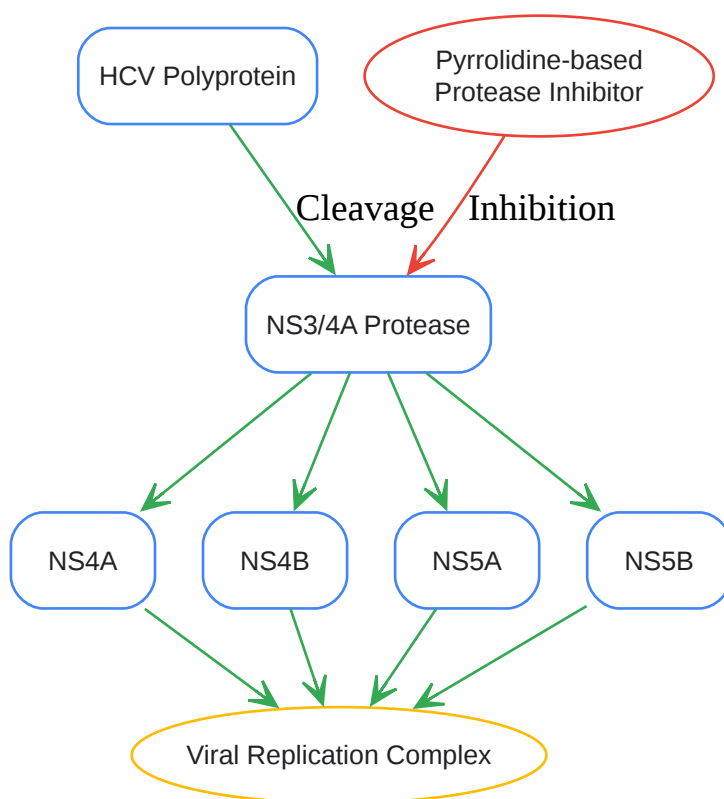 HCV Polyprotein
Pyrrolidine-based
Protease Inhibitor
Cleavage
Inhibition
NS3/4A Protease
NS4A
NS4B
NS5A
NS5B
Viral Replication Complex